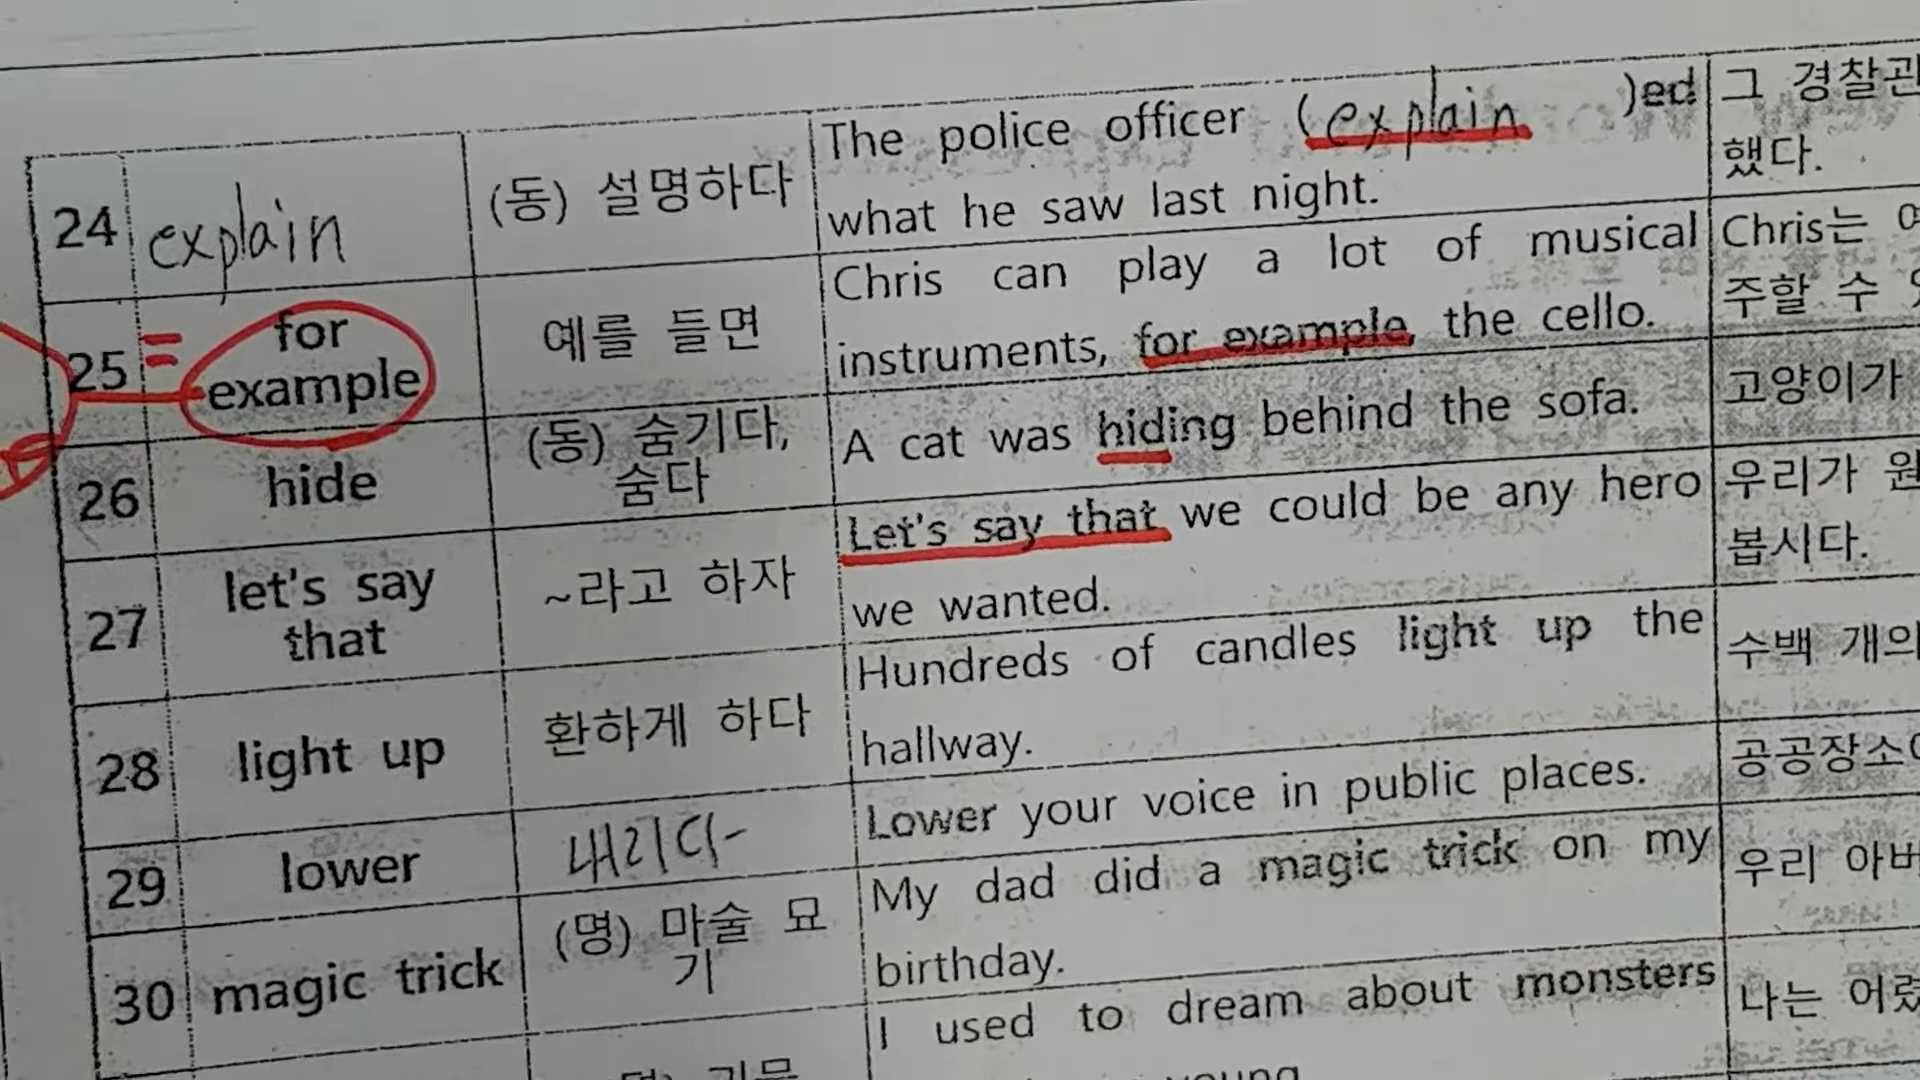 24 explain (동) 설명하다 The police officer (explain )ed 그 경찰관
what he saw last night. 했다.
25 = for example 예를 들면 Chris can play a lot of musical Chris는
instruments, for example, the cello. 주할 수
26 hide (동) 숨기다, 숨다 A cat was hiding behind the sofa. 고양이가
27 let's say that ~라고 하자 Let's say that we could be any hero 우리가 원
we wanted. 봅시다.
28 light up 환하게 하다 Hundreds of candles light up the 수백 개의
hallway.
29 lower 내리다 Lower your voice in public places. 공공장소에
30 magic trick (명) 마술 묘기 My dad did a magic trick on my 우리 아버
birthday.
I used to dream about monsters 나는 어렸
young